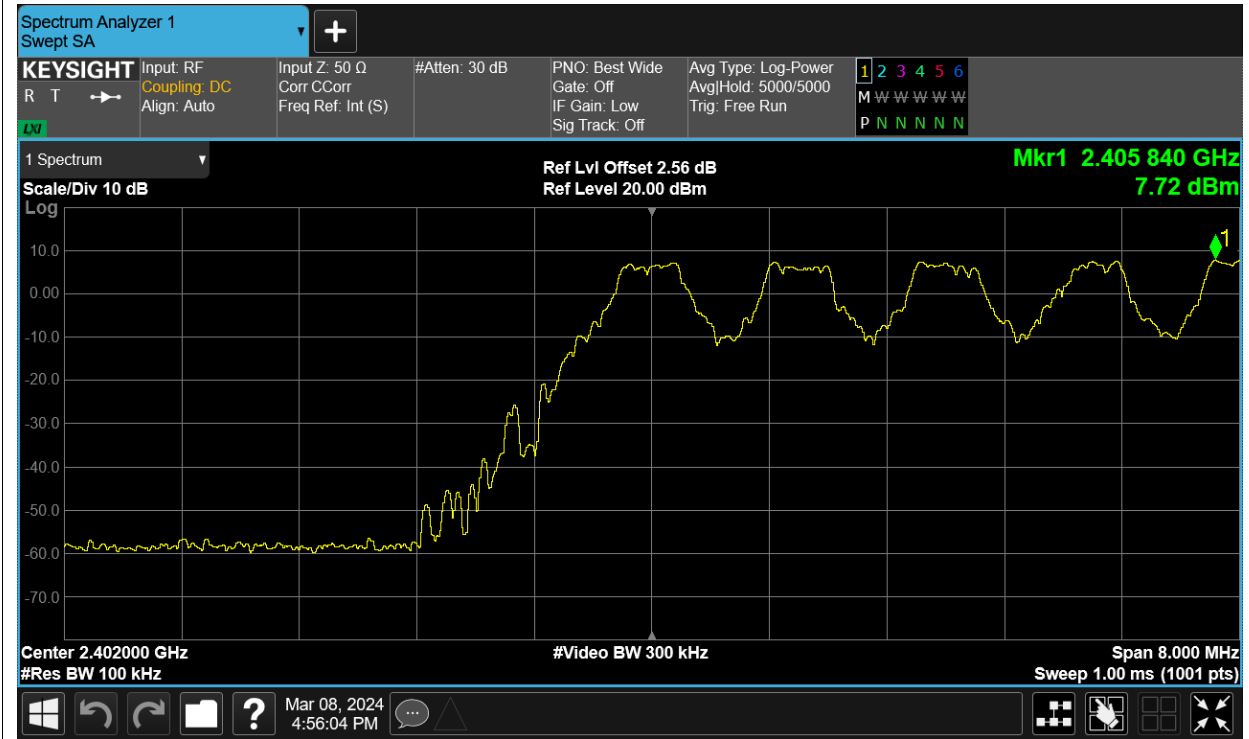 Spectrum Analyzer 1
Swept SA
KEYSIGHT
R T
LXI
Input: RF
Coupling: DC
Align: Auto
Input Z: 50 Ω
Corr CCorr
Freq Ref: Int (S)
#Atten: 30 dB
PNO: Best Wide
Gate: Off
IF Gain: Low
Sig Track: Off
Avg Type: Log-Power
Avg|Hold: 5000/5000
Trig: Free Run
1 2 3 4 5 6
M W W W W W
P N N N N N
1 Spectrum
Scale/Div 10 dB
Ref Lvl Offset 2.56 dB
Ref Level 20.00 dBm
Mkr1 2.405 840 GHz
7.72 dBm
Log
1
10.0
0.00
-10.0
-20.0
-30.0
-40.0
-50.0
-60.0
-70.0
Center 2.402000 GHz
#Video BW 300 kHz
Span 8.000 MHz
#Res BW 100 kHz
Sweep 1.00 ms (1001 pts)
?
Mar 08, 2024
4:56:04 PM